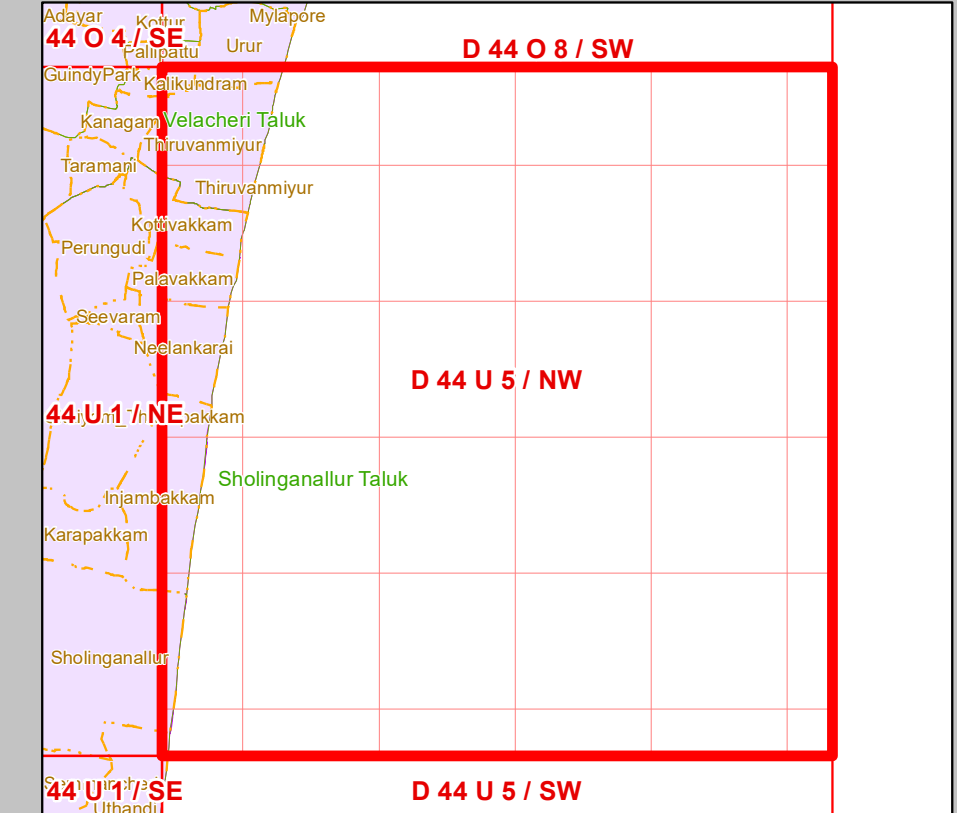 Adayar
Kottur
Mylapore
44 O 4 / SE
Pallipattu
Urur
D 44 O 8 / SW
GuindyPark
Kalikundram
Kanagam
Velacheri Taluk
Thiruvanmiyur
Taramani
Thiruvanmiyur
Kottivakkam
Perungudi
Palavakkam
Seevaram
Neelankarai
D 44 U 5 / NW
44 U 1 / NE
Sholinganallur Taluk
Injambakkam
Karapakkam
Sholinganallur
44 U 1 / SE
D 44 U 5 / SW
Uthandi